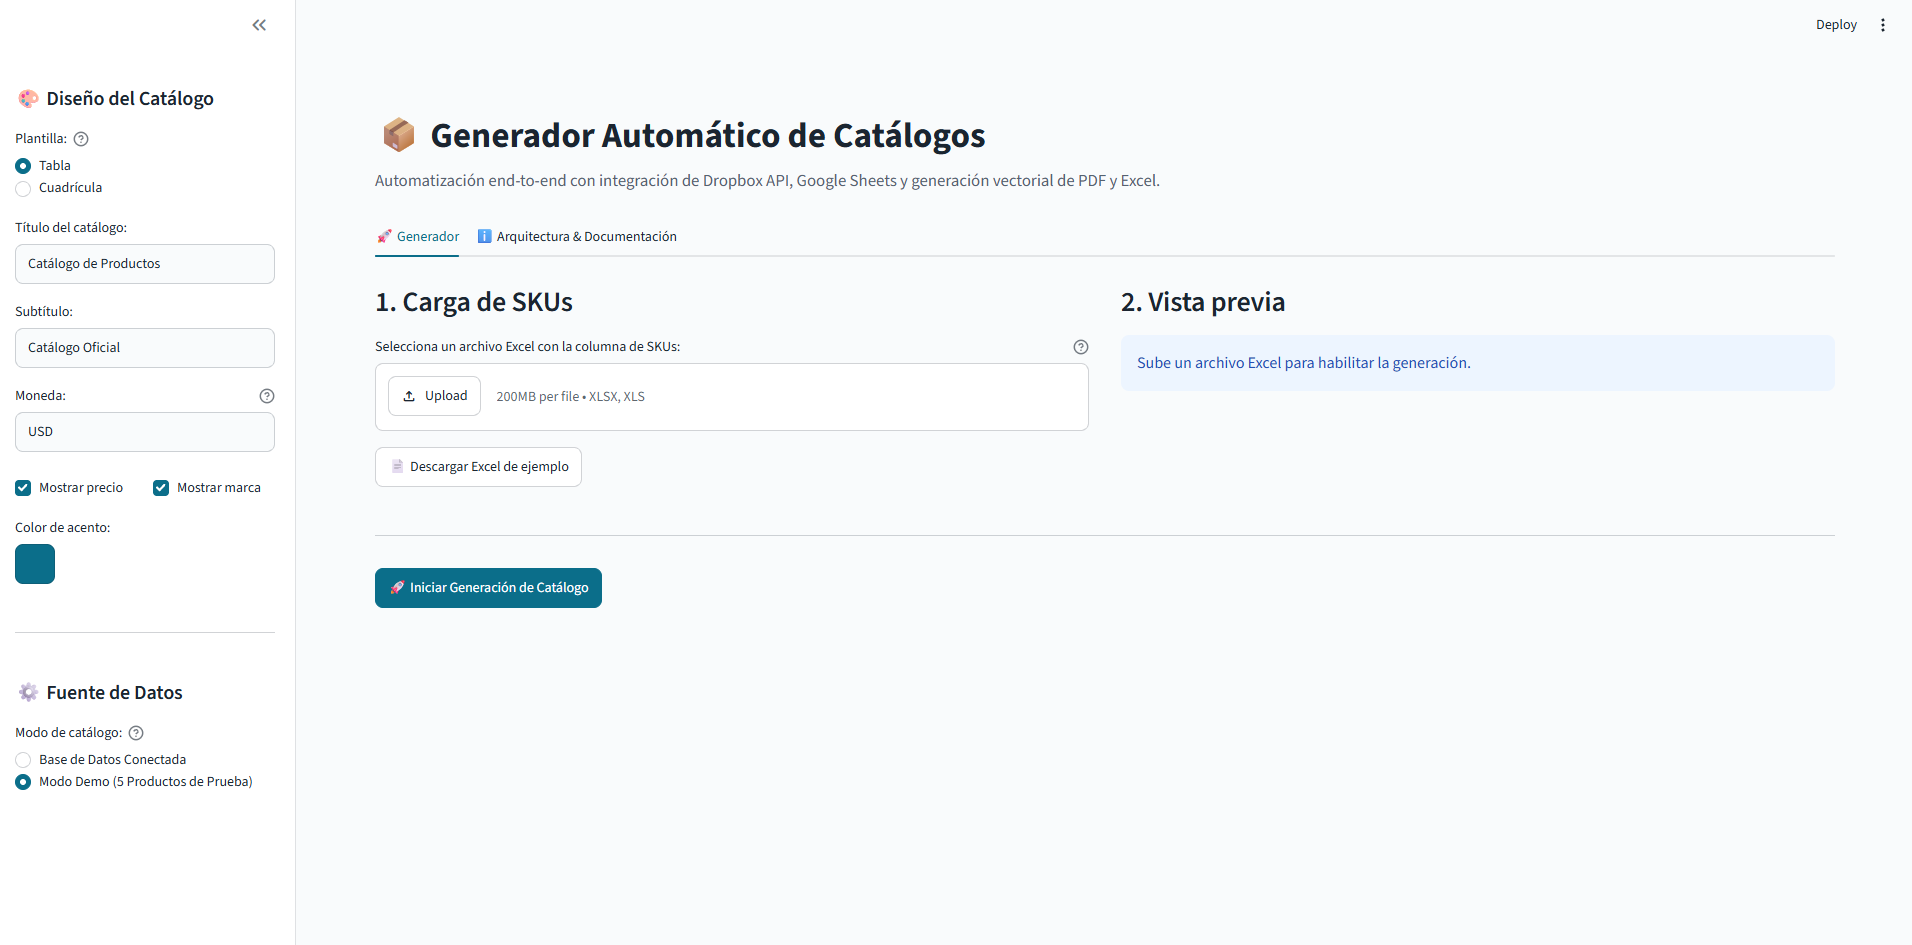 Deploy
🎨 Diseño del Catálogo
Plantilla:
Tabla
Cuadrícula
Título del catálogo:
Catálogo de Productos
Subtítulo:
Catálogo Oficial
Moneda:
USD
Mostrar precio Mostrar marca
Color de acento:
⚙️ Fuente de Datos
Modo de catálogo:
Base de Datos Conectada
Modo Demo (5 Productos de Prueba)
📦 Generador Automático de Catálogos
Automatización end-to-end con integración de Dropbox API, Google Sheets y generación vectorial de PDF y Excel.
🚀 Generador ℹ️ Arquitectura & Documentación
1. Carga de SKUs
Selecciona un archivo Excel con la columna de SKUs:
Upload 200MB per file • XLSX, XLS
📄 Descargar Excel de ejemplo
2. Vista previa
Sube un archivo Excel para habilitar la generación.
🚀 Iniciar Generación de Catálogo